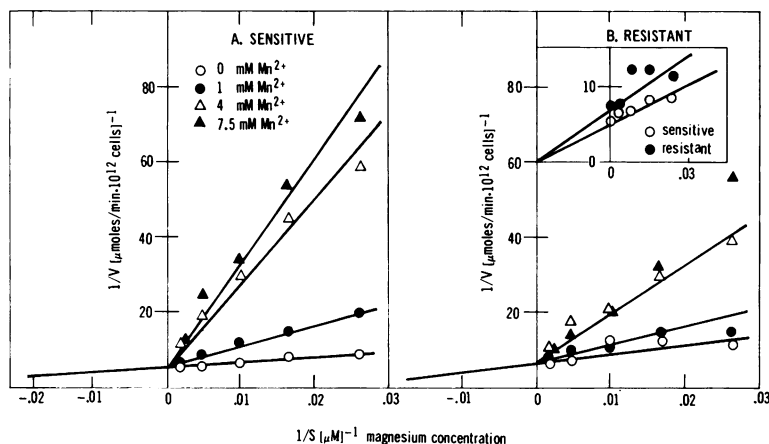 A. SENSITIVE
○ 0 mM Mn2+
● 1 mM Mn2+
△ 4 mM Mn2+
▲ 7.5 mM Mn2+
80
60
40
20
1/V [μmoles/min·10^12 cells]^-1
-0.02
-.01
0
.01
.02
.03
B. RESISTANT
10
0
0
.03
○ sensitive
● resistant
80
60
40
20
1/V [μmoles/min·10^12 cells]^-1
-.01
0
.01
.02
.03
1/S [μM]^-1 magnesium concentration